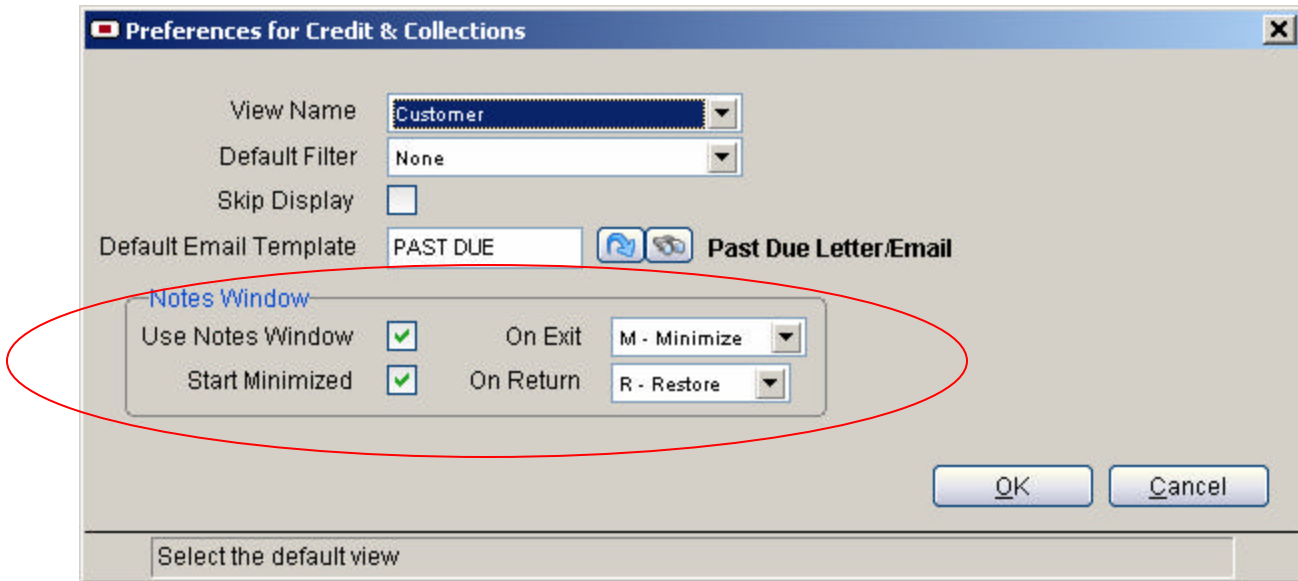 Preferences for Credit & Collections
View Name Customer
Default Filter None
Skip Display
Default Email Template PAST DUE Past Due Letter/Email
Notes Window
Use Notes Window On Exit M - Minimize
Start Minimized On Return R - Restore
OK Cancel
Select the default view